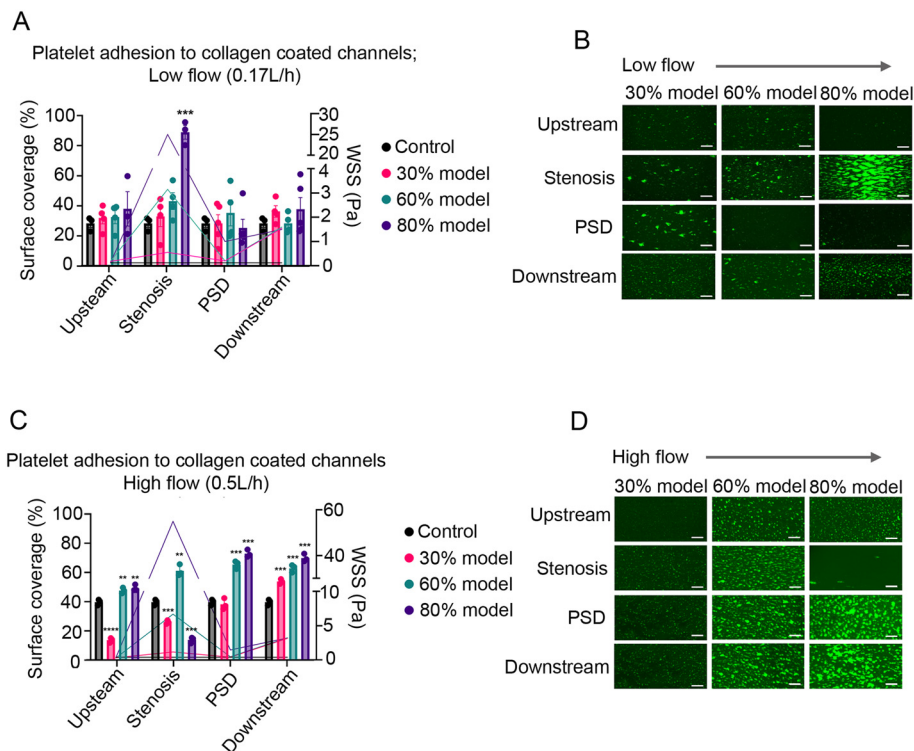 A
Platelet adhesion to collagen coated channels;
Low flow (0.17L/h)
Surface coverage (%)
100
80
60
40
20
0
***
30
25
20
4
3
2
1
0
WSS (Pa)
Control
30% model
60% model
80% model
Upsteam
Stenosis
PSD
Downstream
B
Low flow
30% model 60% model 80% model
Upstream
Stenosis
PSD
Downstream
C
Platelet adhesion to collagen coated channels
High flow (0.5L/h)
Surface coverage (%)
100
80
60
40
20
0
**** ** **
*** ** ***
*** ***
*** *** ***
60
40
10
5
0
WSS (Pa)
Control
30% model
60% model
80% model
Upsteam
Stenosis
PSD
Downstream
D
High flow
30% model 60% model 80% model
Upstream
Stenosis
PSD
Downstream